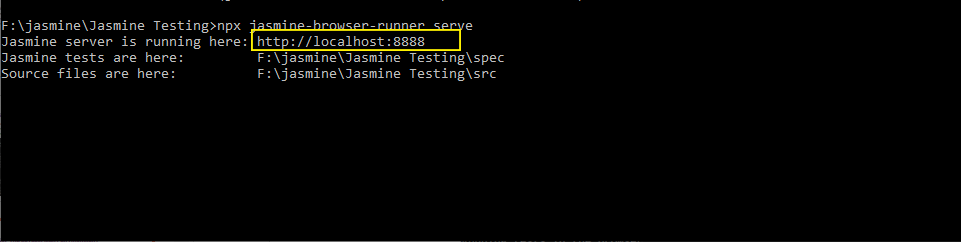 F:\jasmine\Jasmine Testing>npx jasmine-browser-runner serve
Jasmine server is running here: http://localhost:8888
Jasmine tests are here:         F:\jasmine\Jasmine Testing\spec
Source files are here:          F:\jasmine\Jasmine Testing\src